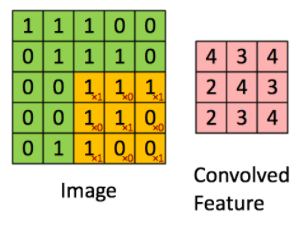 1 1 1 0 0
0 1 1 1 0
0 0 1×1 1×0 1×1
0 0 1×0 1×1 0×0
0 1 1×1 0×0 0×1
4 3 4
2 4 3
2 3 4
Image
Convolved
Feature